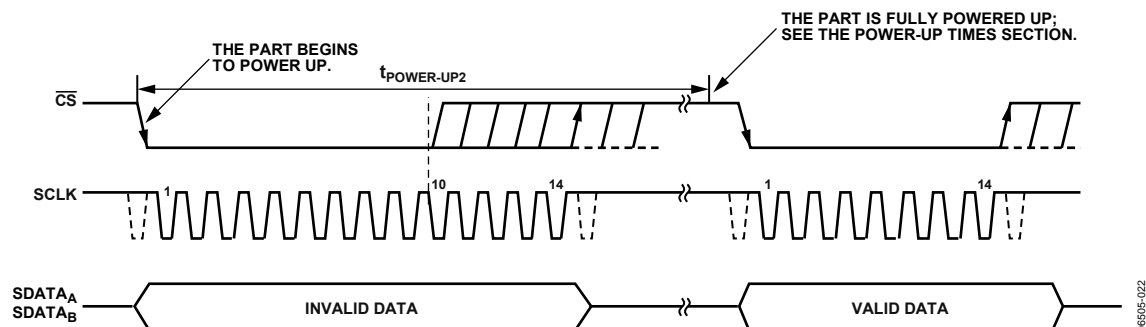 THE PART BEGINS
TO POWER UP.
THE PART IS FULLY POWERED UP;
SEE THE POWER-UP TIMES SECTION.
tPOWER-UP2
CS
SCLK
1
10
14
1
14
SDATAA
SDATAB
INVALID DATA
VALID DATA
06505-022